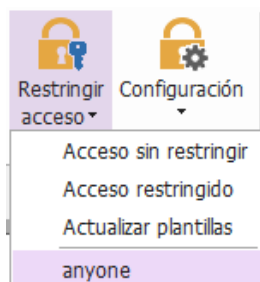 Restringir
acceso
Configuración
Acceso sin restringir
Acceso restringido
Actualizar plantillas
anyone